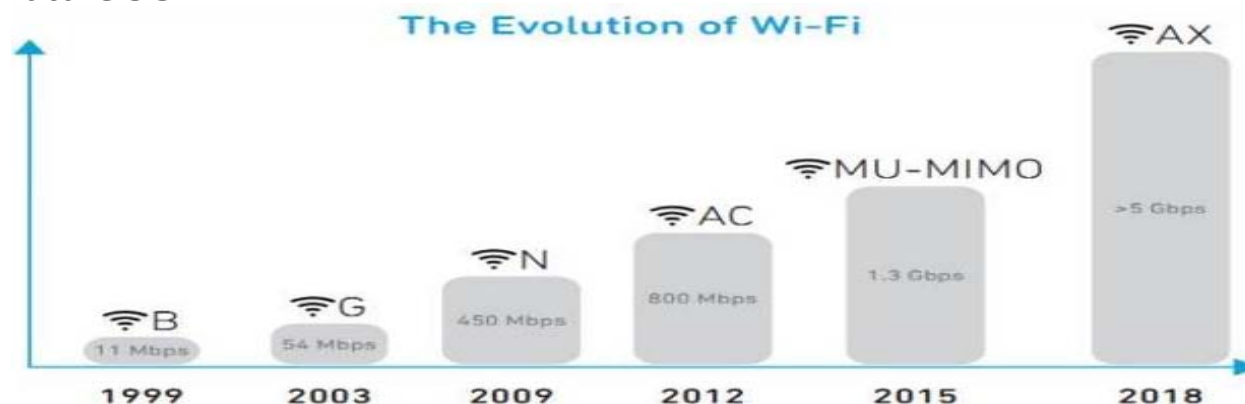 The Evolution of Wi-Fi
AX
MU-MIMO
>5 Gbps
AC
1.3 Gbps
N
800 Mbps
G
450 Mbps
B
54 Mbps
11 Mbps
1999 2003 2009 2012 2015 2018